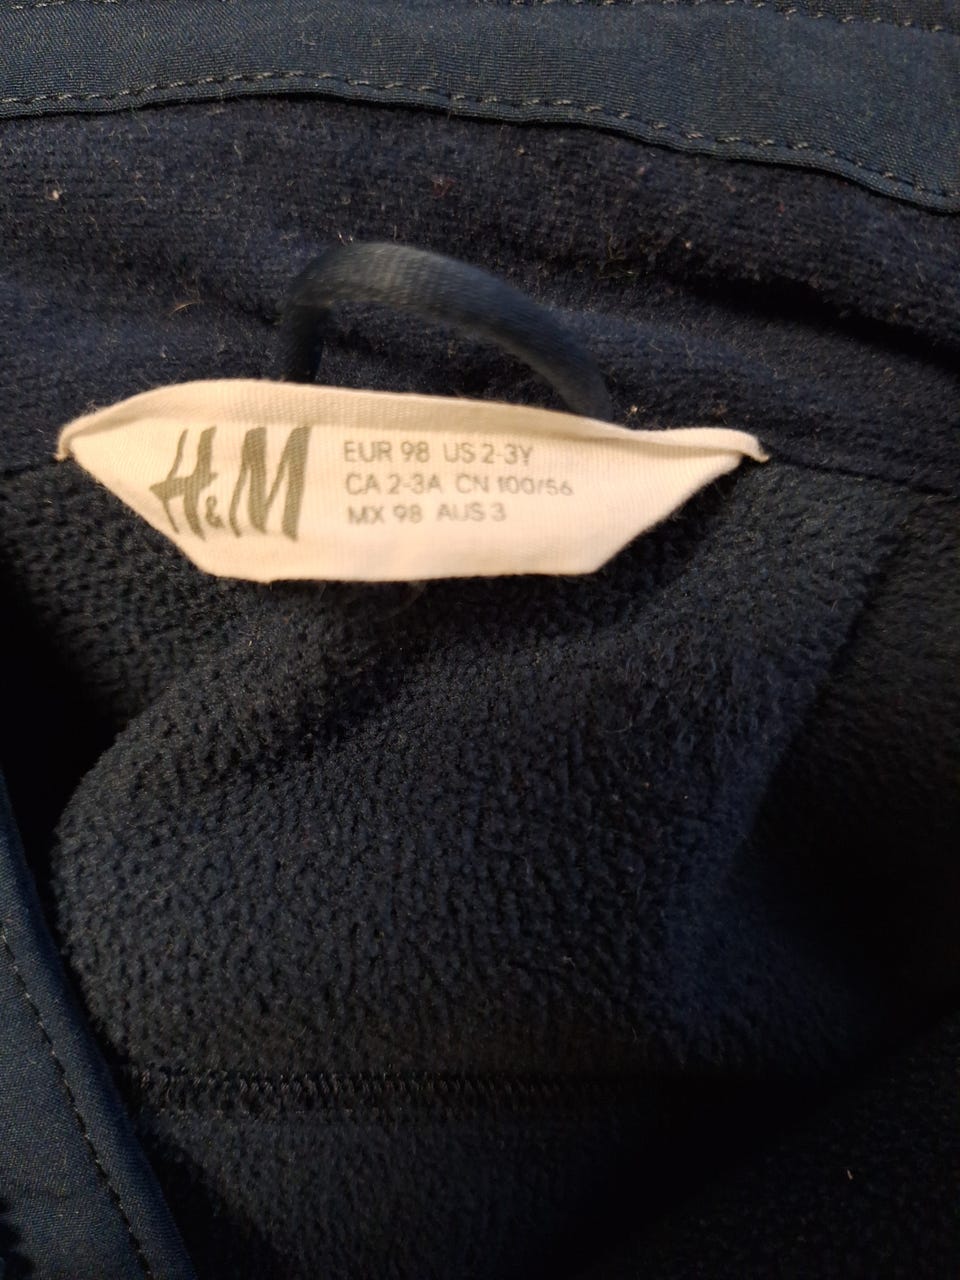 H&M
EUR 98 US 2-3Y
CA 2-3A CN 100/56
MX 98 AUS 3